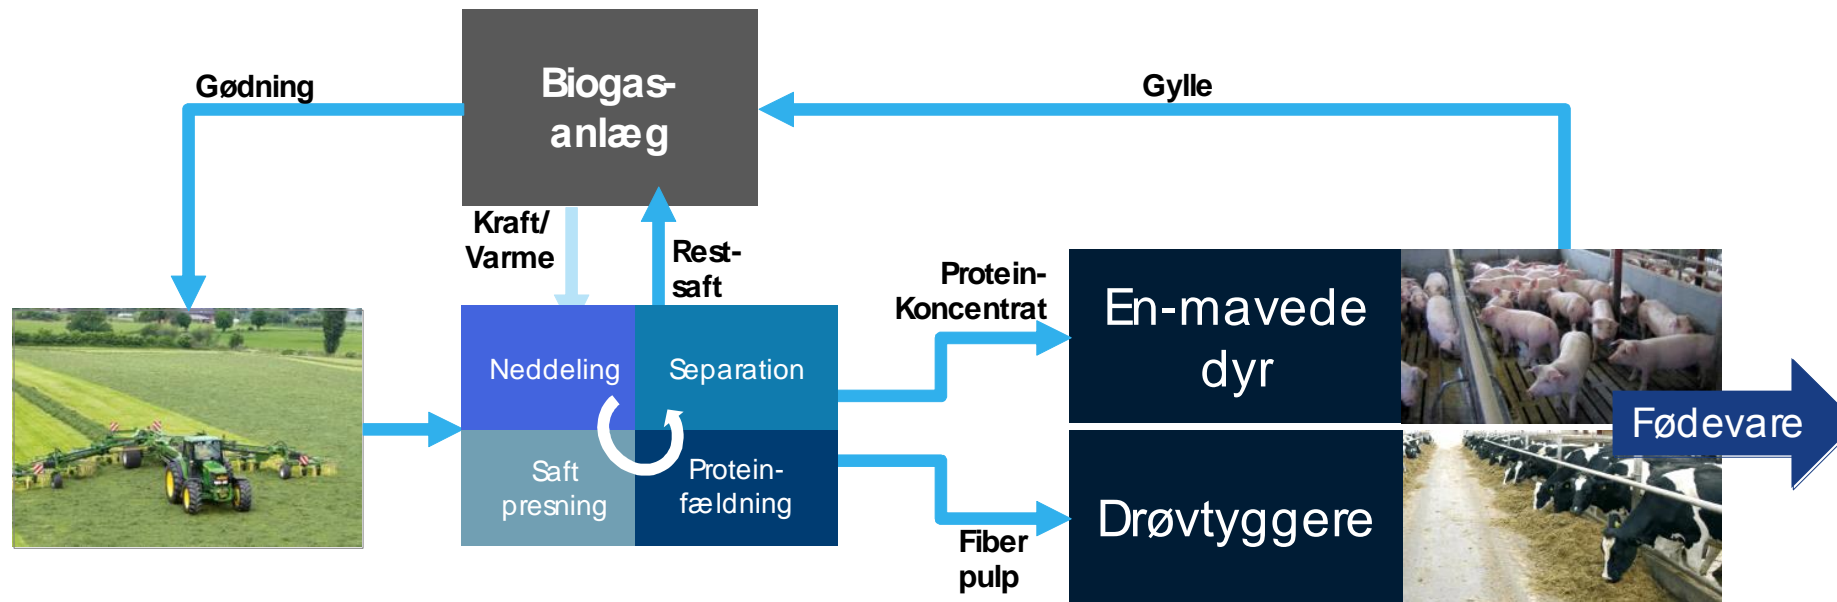 Gødning
Biogas-
anlæg
Gylle
Kraft/
Varme
Rest-
saft
Protein-
Koncentrat
En-mavede
dyr
Neddeling
Separation
Saft
presning
Protein-
fældning
Fiber
pulp
Drøvtyggere
Fødevare